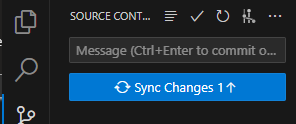 SOURCE CONT...
Message (Ctrl+Enter to commit o...
Sync Changes 1↑